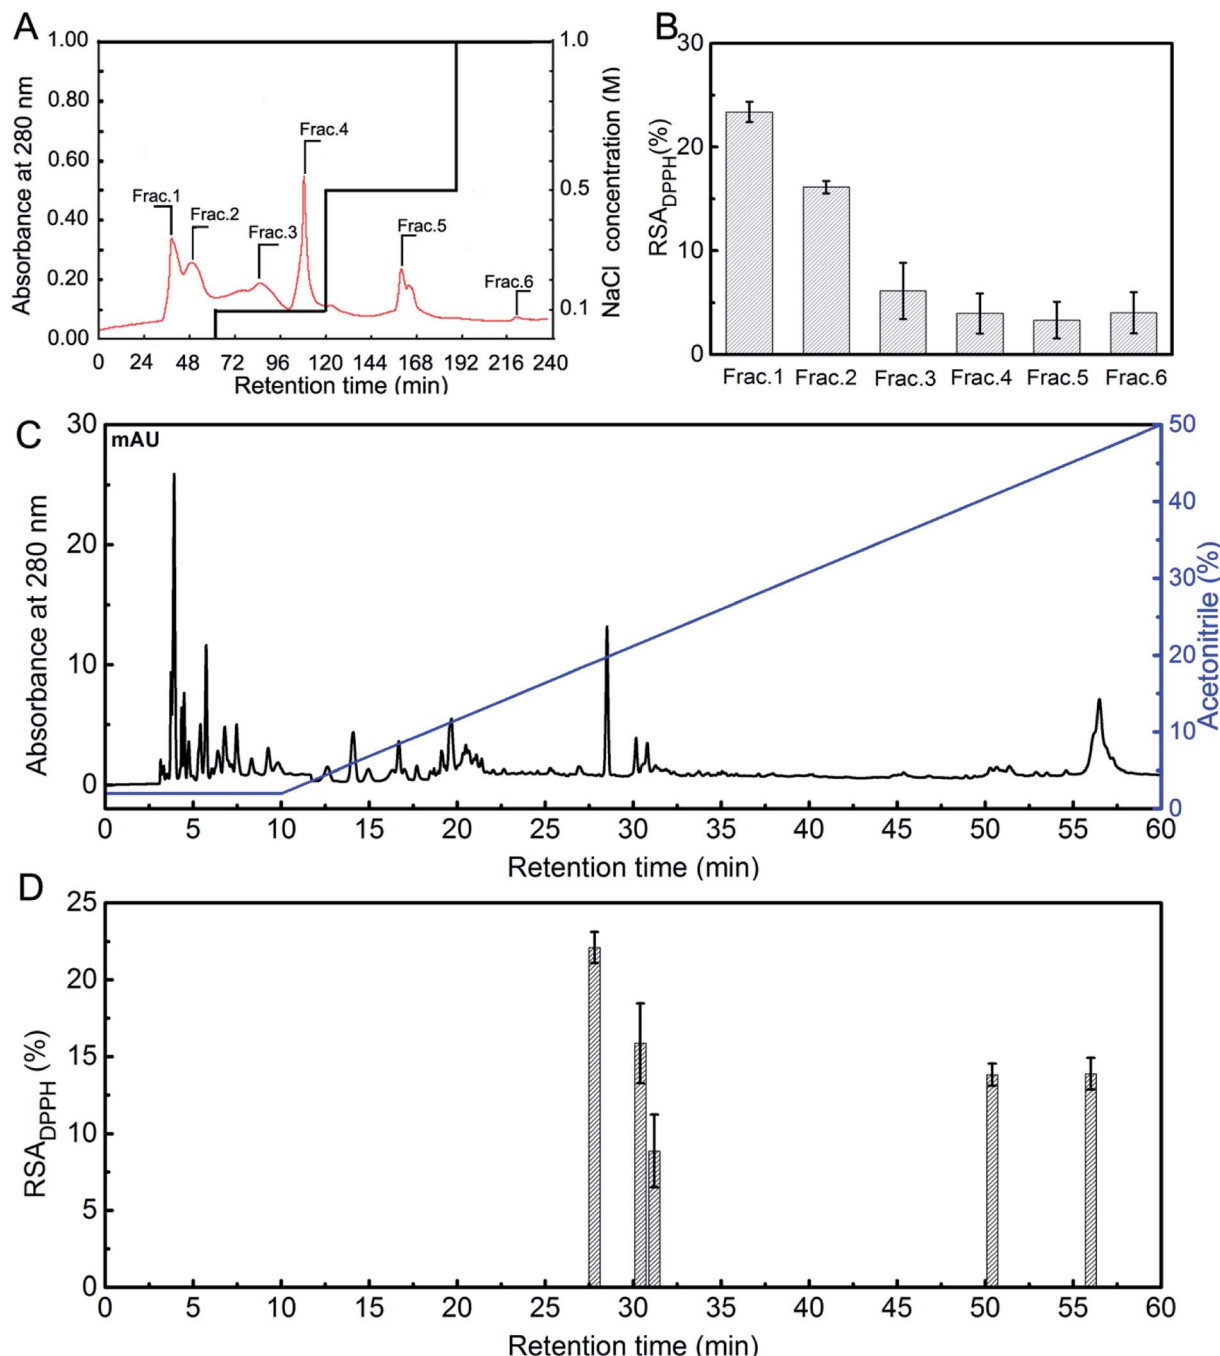 A
B
1.00
0.80
0.60
0.40
0.20
0.00
Absorbance at 280 nm
1.0
0.5
0.1
NaCl concentration (M)
Frac.1
Frac.2
Frac.3
Frac.4
Frac.5
Frac.6
0 24 48 72 96 120 144 168 192 216 240
Retention time (min)
30
20
10
0
RSADPPH(%)
Frac.1 Frac.2 Frac.3 Frac.4 Frac.5 Frac.6
C
mAU
30
20
10
0
Absorbance at 280 nm
50
40
30
20
10
0
Acetonitrile (%)
0 5 10 15 20 25 30 35 40 45 50 55 60
Retention time (min)
D
25
20
15
10
5
0
RSADPPH (%)
0 5 10 15 20 25 30 35 40 45 50 55 60
Retention time (min)